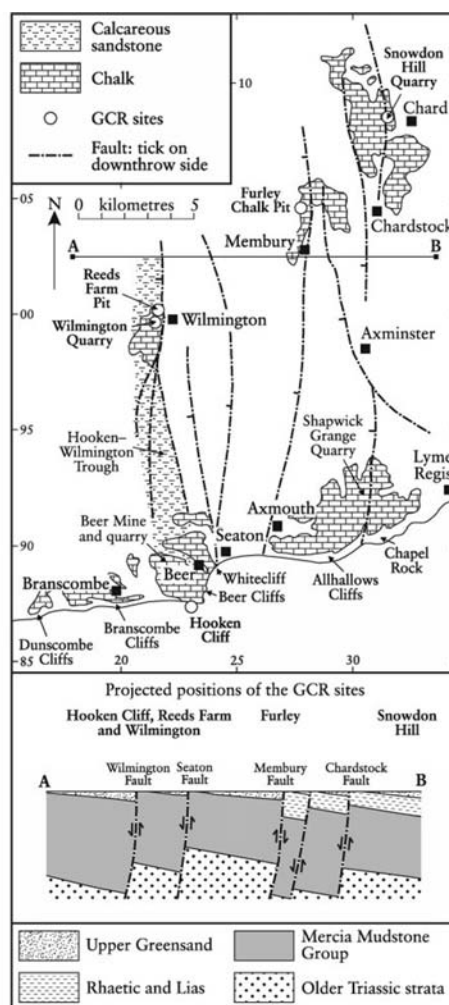 Calcareous
sandstone
Chalk
GCR sites
Fault: tick on
downthrow side
N
0 kilometres 5
10
05
00
95
90
85
20
25
30
A
B
Snowdon
Hill
Quarry
Chard
Chardstock
Furley
Chalk Pit
Membury
Reeds
Farm
Pit
Wilmington
Quarry
Wilmington
Axminster
Hooken–
Wilmington
Trough
Shapwick
Grange
Quarry
Lyme
Regis
Beer Mine
and quarry
Seaton
Axmouth
Beer
Whitecliff
Beer Cliffs
Allhallows
Cliffs
Chapel
Rock
Branscombe
Branscombe
Cliffs
Dunscombe
Cliffs
Hooken
Cliff
Projected positions of the GCR sites
Hooken Cliff, Reeds Farm
and Wilmington
Furley
Snowdon
Hill
A
Wilmington
Fault
Seaton
Fault
Membury
Fault
Chardstock
Fault
B
Upper Greensand
Mercia Mudstone
Group
Rhaetic and Lias
Older Triassic strata